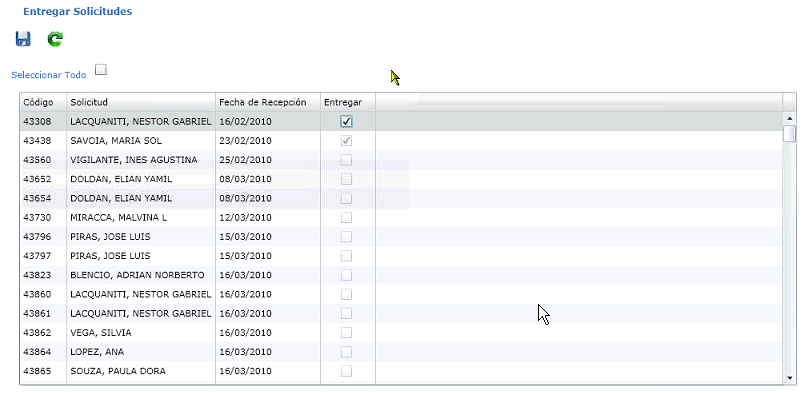 Entregar Solicitudes
Seleccionar Todo
Código Solicitud Fecha de Recepción Entregar
43308 LACQUANITI, NESTOR GABRIEL 16/02/2010
43438 SAVOIA, MARIA SOL 23/02/2010
43560 VIGILANTE, INES AGUSTINA 25/02/2010
43652 DOLDAN, ELIAN YAMIL 08/03/2010
43654 DOLDAN, ELIAN YAMIL 08/03/2010
43730 MIRACCA, MALVINA L 12/03/2010
43796 PIRAS, JOSE LUIS 15/03/2010
43797 PIRAS, JOSE LUIS 15/03/2010
43823 BLENCIO, ADRIAN NORBERTO 16/03/2010
43860 LACQUANITI, NESTOR GABRIEL 16/03/2010
43861 LACQUANITI, NESTOR GABRIEL 16/03/2010
43862 VEGA, SILVIA 16/03/2010
43864 LOPEZ, ANA 16/03/2010
43865 SOUZA, PAULA DORA 16/03/2010